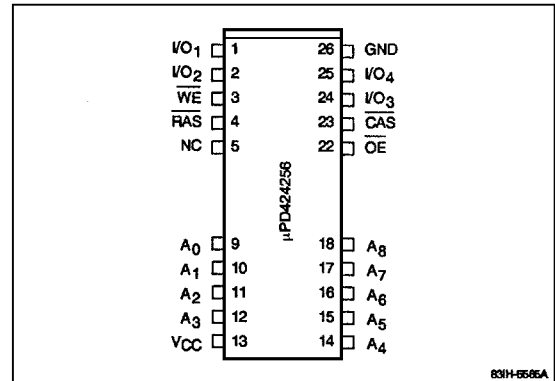 I/O1 1 26 GND
I/O2 2 25 I/O4
WE 3 24 I/O3
RAS 4 23 CAS
NC 5 22 OE
μPD424256
A0 9 18 A8
A1 10 17 A7
A2 11 16 A6
A3 12 15 A5
VCC 13 14 A4
83IH-5565A